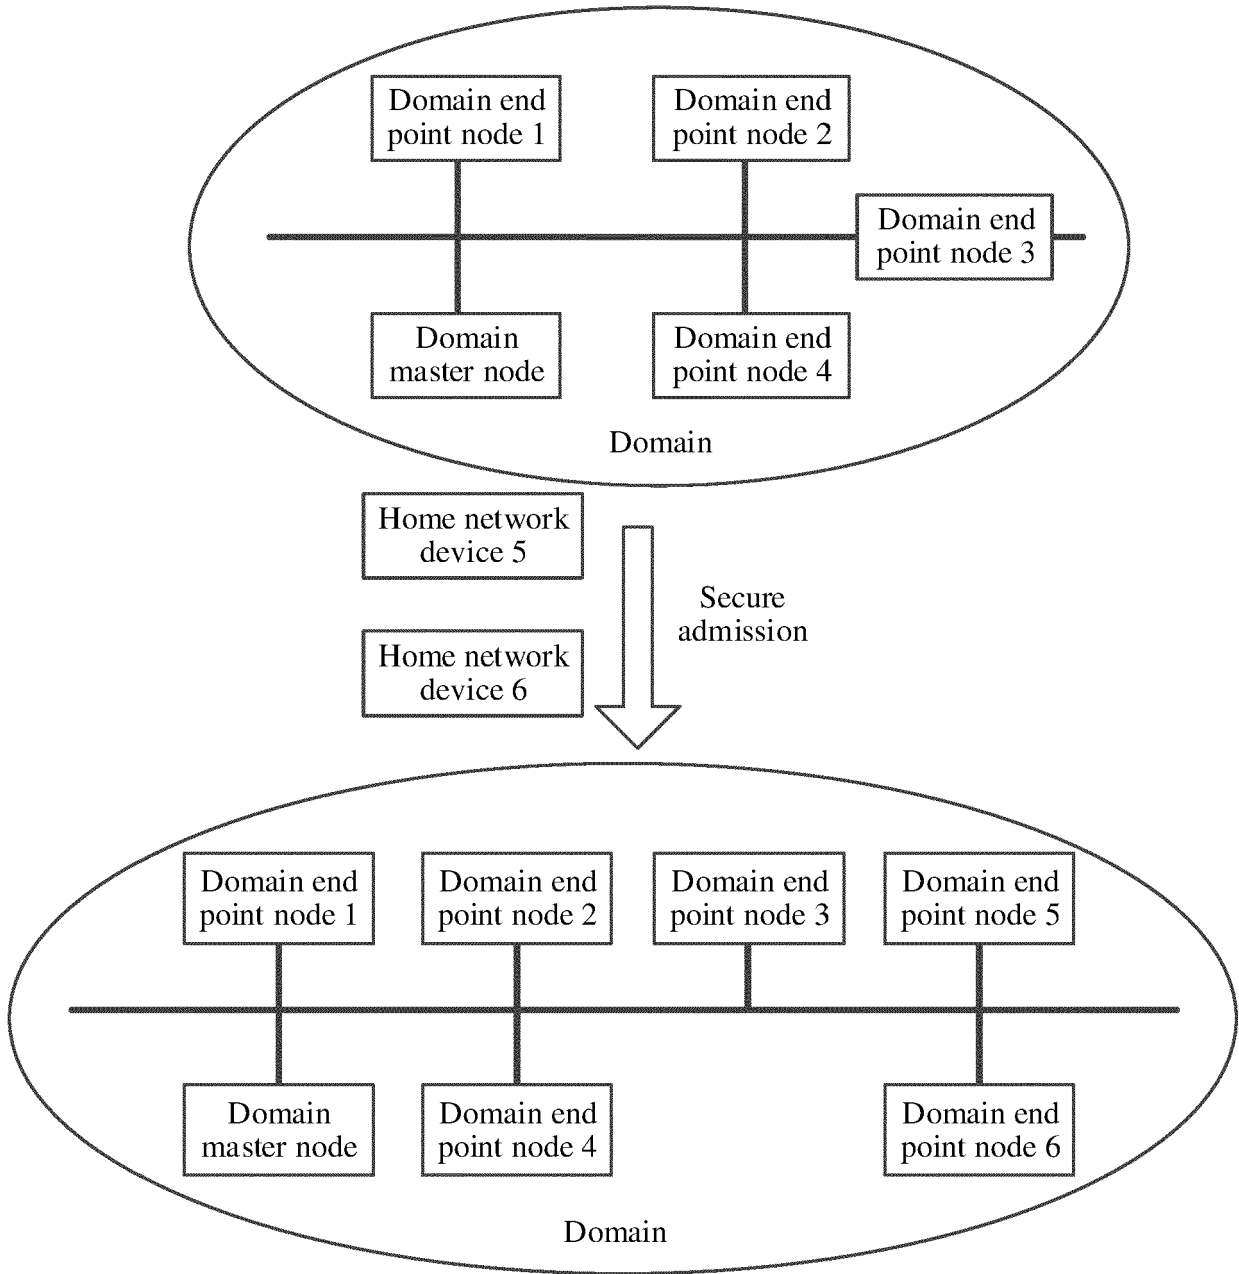 Domain end
point node 1
Domain end
point node 2
Domain end
point node 3
Domain
master node
Domain end
point node 4
Domain
Home network
device 5
Secure
admission
Home network
device 6
Domain end
point node 1
Domain end
point node 2
Domain end
point node 3
Domain end
point node 5
Domain
master node
Domain end
point node 4
Domain end
point node 6
Domain